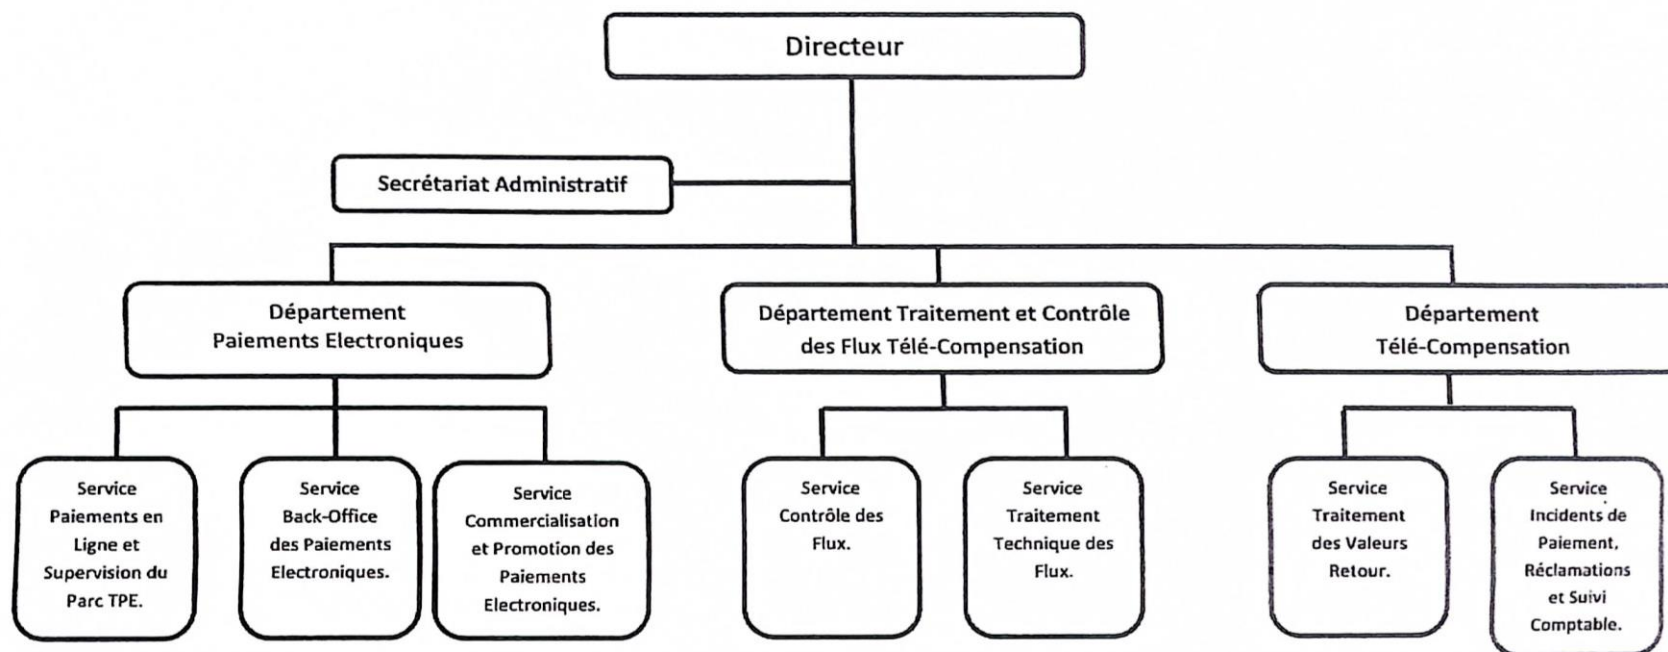 Directeur
Secrétariat Administratif
Département
Paiements Electroniques
Département Traitement et Contrôle
des Flux Télé-Compensation
Département
Télé-Compensation
Service
Paiements en
Ligne et
Supervision du
Parc TPE.
Service
Back-Office
des Paiements
Electroniques.
Service
Commercialisation
et Promotion des
Paiements
Electroniques.
Service
Contrôle des
Flux.
Service
Traitement
Technique des
Flux.
Service
Traitement
des Valeurs
Retour.
Service
Incidents de
Paiement,
Réclamations
et Suivi
Comptable.